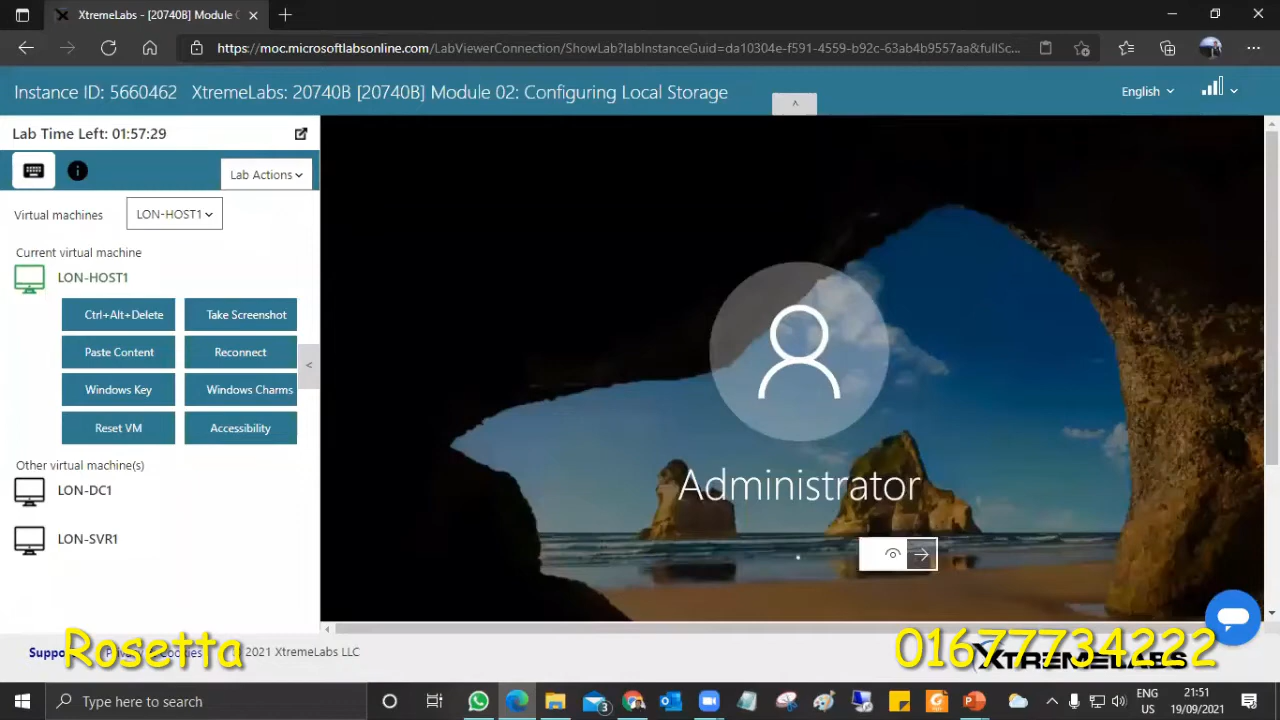 XtremeLabs - [20740B] Module (
https://moc.microsoftlabsonline.com/LabViewerConnection/ShowLab?labInstanceGuid=da10304e-f591-4559-b92c-63ab4b9557aa&fullSc...
Instance ID: 5660462 XtremeLabs: 20740B [20740B] Module 02: Configuring Local Storage
English
Lab Time Left: 01:57:29
Lab Actions
Virtual machines LON-HOST1
Current virtual machine
LON-HOST1
Ctrl+Alt+Delete Take Screenshot
Paste Content Reconnect
Windows Key Windows Charms
Reset VM Accessibility
Other virtual machine(s)
LON-DC1
LON-SVR1
Administrator
Rosetta
01677734222
Suppo Cookies 2021 XtremeLabs LLC
XTREMELABS
Type here to search
3
ENG
US
21:51
19/09/2021